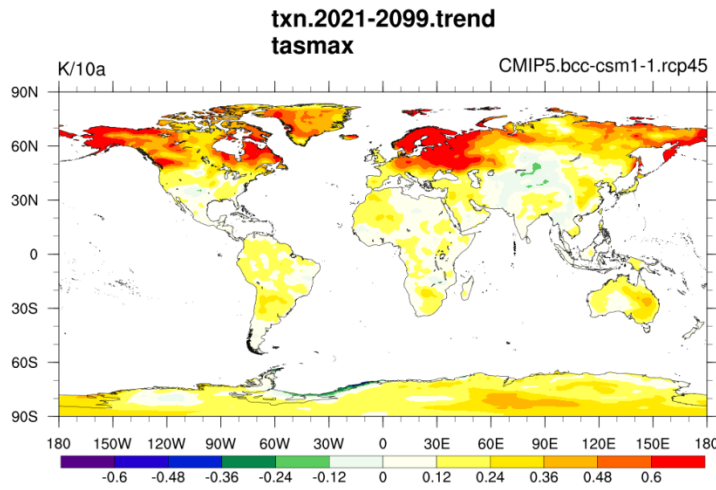 txn.2021-2099.trend
tasmax
K/10a CMIP5.bcc-csm1-1.rcp45
90N
60N
30N
0
30S
60S
90S
180 150W 120W 90W 60W 30W 0 30E 60E 90E 120E 150E 180
-0.6 -0.48 -0.36 -0.24 -0.12 0 0.12 0.24 0.36 0.48 0.6